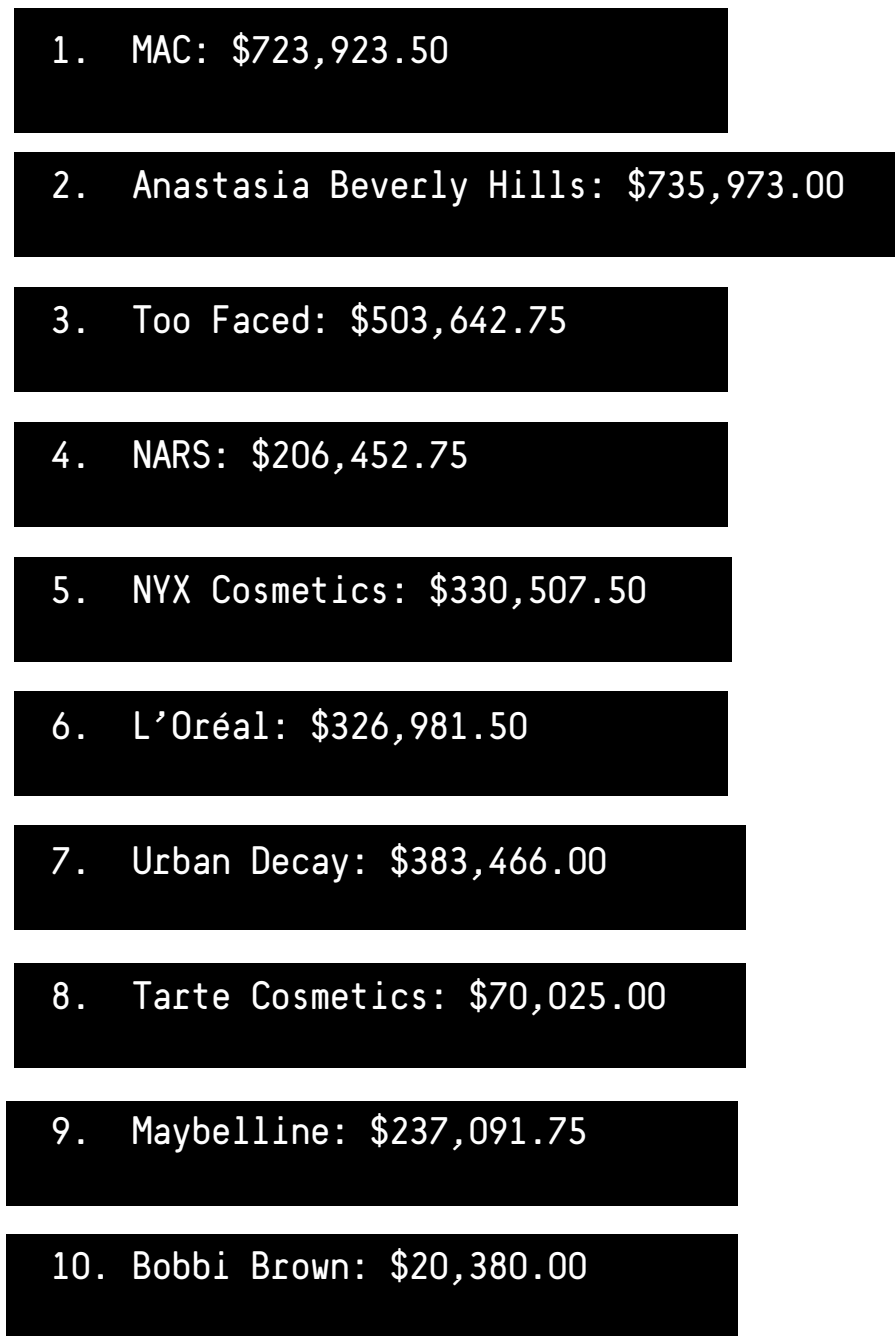 1. MAC: $723,923.50
2. Anastasia Beverly Hills: $735,973.00
3. Too Faced: $503,642.75
4. NARS: $206,452.75
5. NYX Cosmetics: $330,507.50
6. L’Oréal: $326,981.50
7. Urban Decay: $383,466.00
8. Tarte Cosmetics: $70,025.00
9. Maybelline: $237,091.75
10. Bobbi Brown: $20,380.00